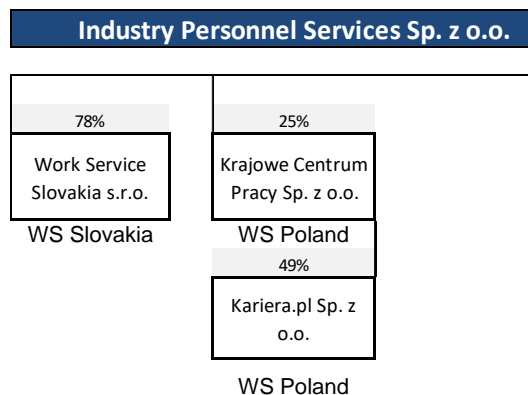 Industry Personnel Services Sp. z o.o.
78%
25%
Work Service
Slovakia s.r.o.
Krajowe Centrum
Pracy Sp. z o.o.
WS Slovakia
WS Poland
49%
Kariera.pl Sp. z
o.o.
WS Poland